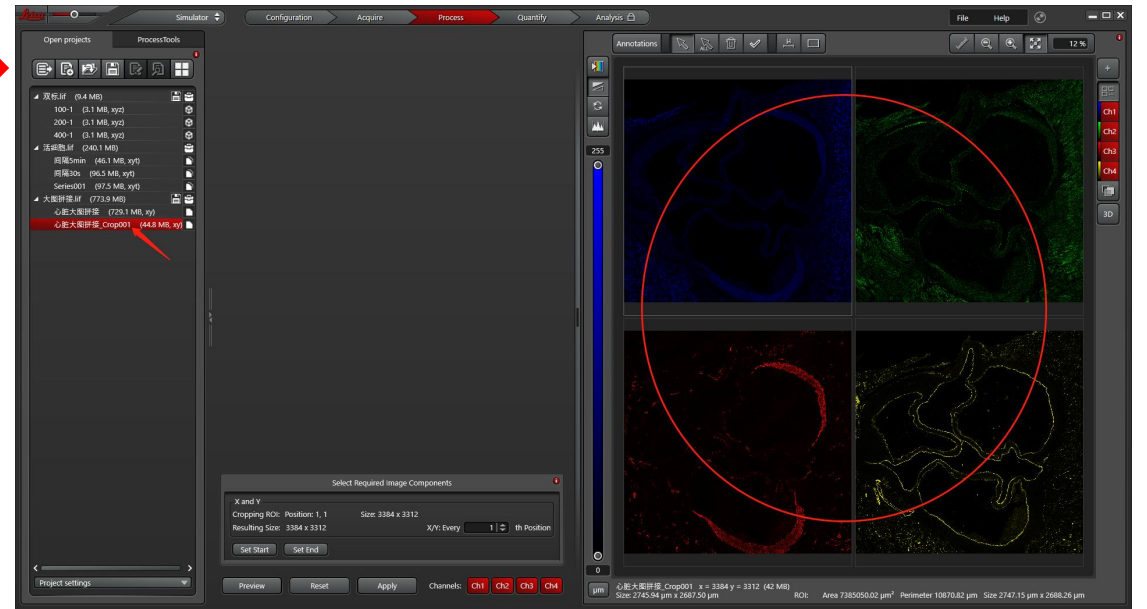 Leica
Simulator
Configuration
Acquire
Process
Quantify
Analysis
File
Help
Open projects
ProcessTools
双标.lif (9.4 MB)
100-1 (3.1 MB, xyz)
200-1 (3.1 MB, xyz)
400-1 (3.1 MB, xyz)
活细胞.lif (240.1 MB)
间隔5min (46.1 MB, xyt)
间隔30s (96.5 MB, xyt)
Series001 (97.5 MB, xyt)
大图拼接.lif (773.9 MB)
心脏大图拼接 (729.1 MB, xy)
心脏大图拼接_Crop001 (44.8 MB, xy)
Project settings
Select Required Image Components
X and Y
Cropping ROI: Position: 1, 1 Size: 3384 x 3312
Resulting Size: 3384 x 3312 X/Y: Every 1 th Position
Set Start Set End
Preview Reset Apply Channels: Ch1 Ch2 Ch3 Ch4
Annotations
ALL
12 %
255
0
µm
Ch1
Ch2
Ch3
Ch4
3D
心脏大图拼接_Crop001 x = 3384 y = 3312 (42 MB)
Size: 2745.94 µm x 2687.50 µm ROI: Area 7385050.02 µm² Perimeter 10870.82 µm Size 2747.15 µm x 2688.26 µm